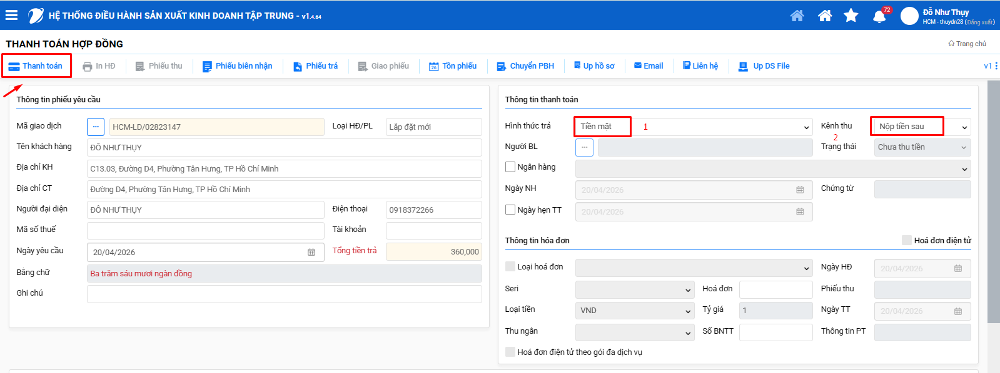 HỆ THỐNG ĐIỀU HÀNH SẢN XUẤT KINH DOANH TẬP TRUNG - v1.4.64
72
Đỗ Như Thụy
HCM - thuydn28 (Đăng xuất)
THANH TOÁN HỢP ĐỒNG
Trang chủ
Thanh toán In HĐ Phiếu thu Phiếu biên nhận Phiếu trả Giao phiếu 26 Tồn phiếu Chuyển PBH Up hồ sơ Email Liên hệ Up DS File v1
Thông tin phiếu yêu cầu
Mã giao dịch ... HCM-LD/02823147 Loại HĐ/PL Lắp đặt mới
Tên khách hàng ĐỖ NHƯ THỤY
Địa chỉ KH C13.03, Đường D4, Phường Tân Hưng, TP Hồ Chí Minh
Địa chỉ CT Đường D4, Phường Tân Hưng, TP Hồ Chí Minh
Người đại diện ĐỖ NHƯ THỤY Điện thoại 0918372266
Mã số thuế Tài khoản
Ngày yêu cầu 20/04/2026 Tổng tiền trả 360,000
Bằng chữ Ba trăm sáu mươi ngàn đồng
Ghi chú
Thông tin thanh toán
Hình thức trả Tiền mặt 1 Kênh thu Nộp tiền sau
2
Người BL ... Trạng thái Chưa thu tiền
Ngân hàng
Ngày NH 20/04/2026 Chứng từ
Ngày hẹn TT 20/04/2026
Thông tin hóa đơn Hoá đơn điện tử
Loại hoá đơn Ngày HĐ 20/04/2026
Seri Hoá đơn Phiếu thu
Loại tiền VND Tỷ giá 1 Ngày TT 20/04/2026
Thu ngân Số BNTT Thông tin PT
Hoá đơn điện tử theo gói đa dịch vụ